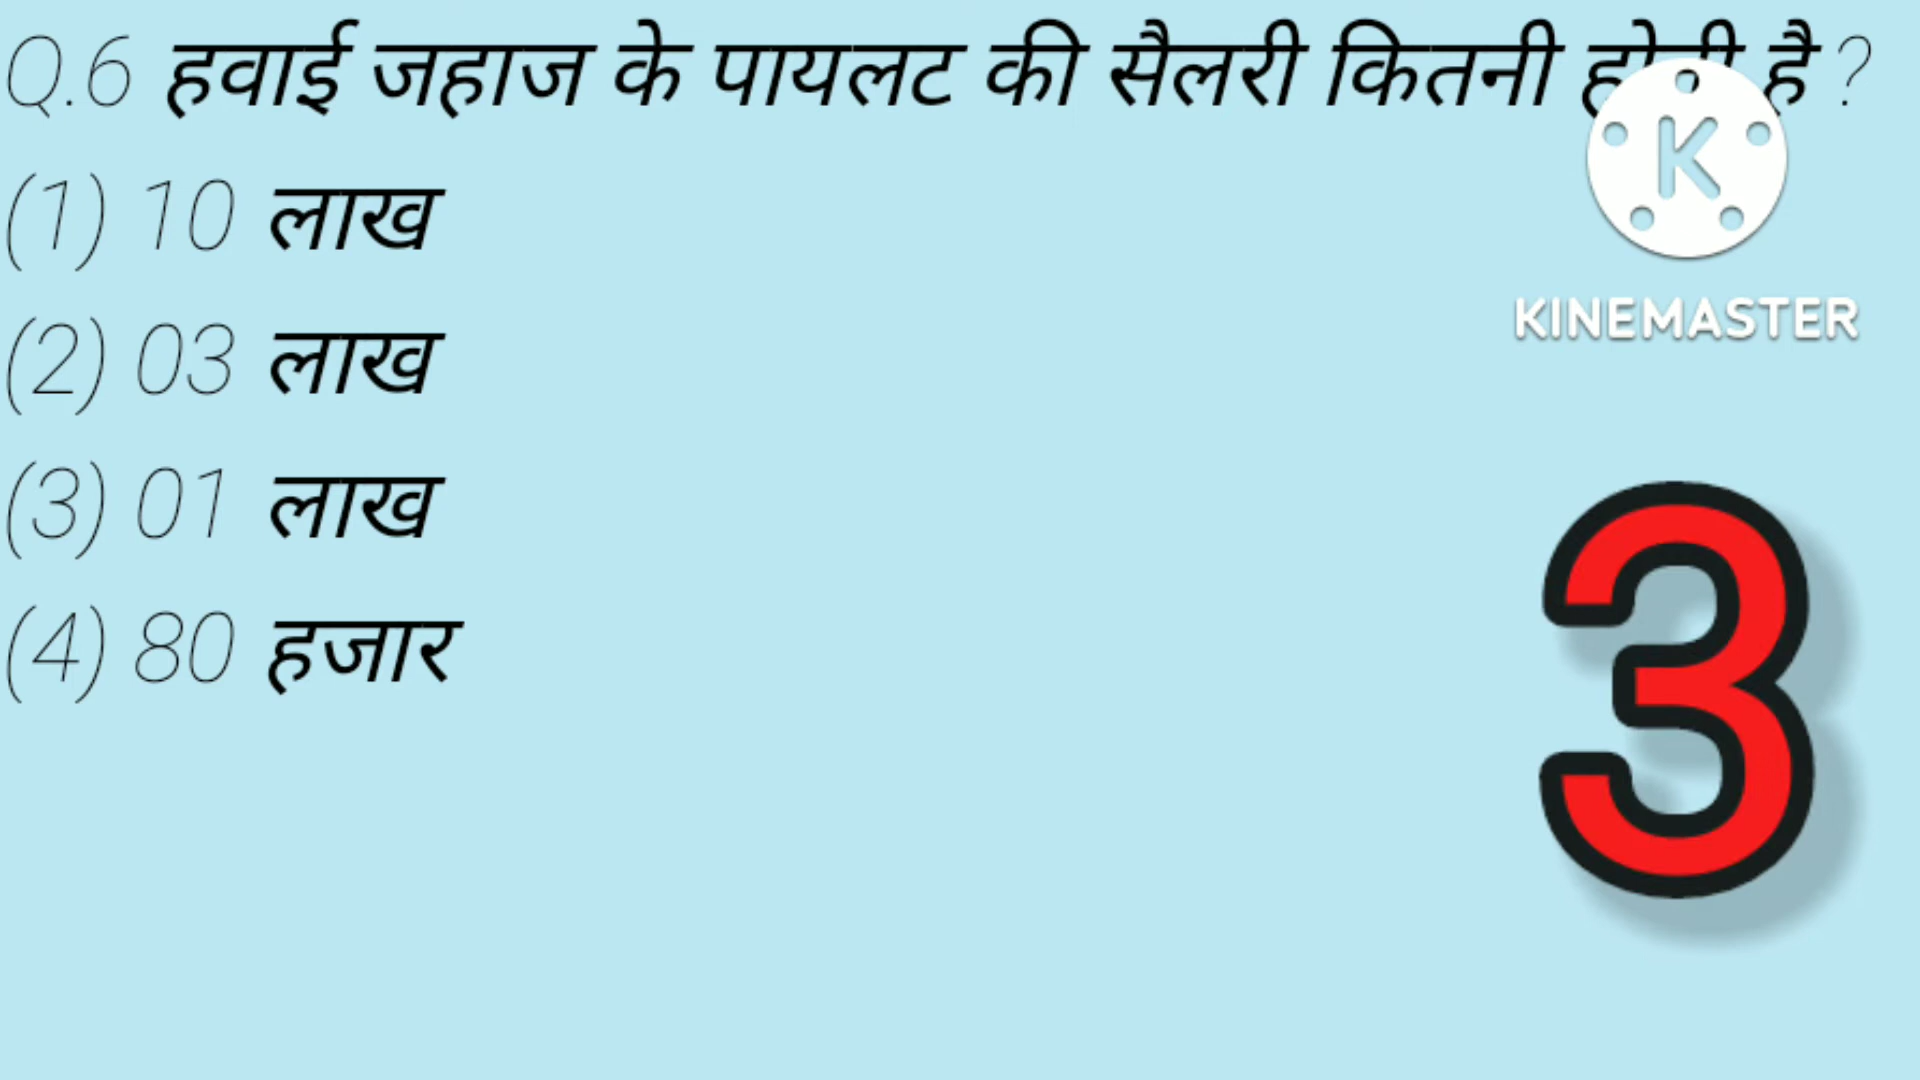 Q.6 हवाई जहाज के पायलट की सैलरी कितनी होती है?
(1) 10 लाख
(2) 03 लाख
(3) 01 लाख
(4) 80 हजार
KINEMASTER
3